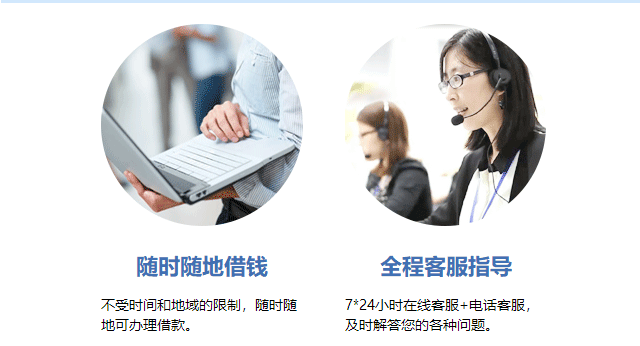 随时随地借钱
不受时间和地域的限制，随时随
地可办理借款。
全程客服指导
7*24小时在线客服+电话客服，
及时解答您的各种问题。